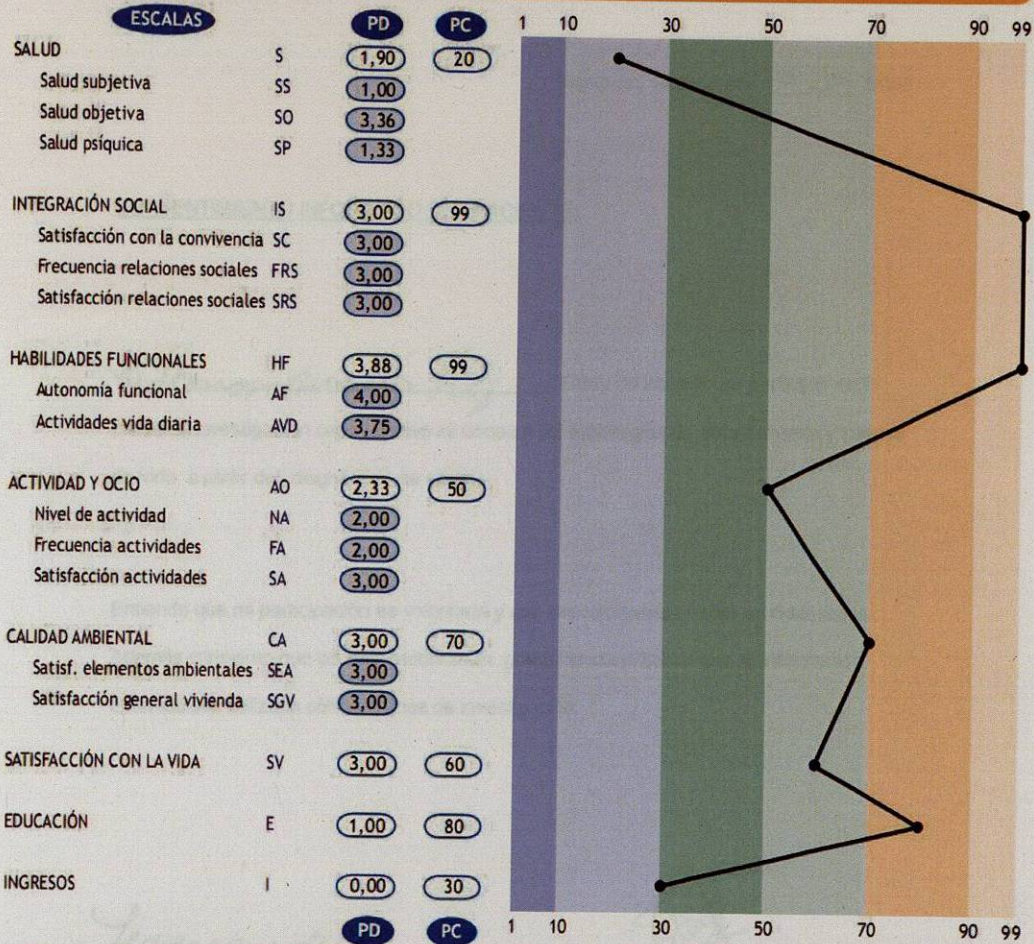 ESCALAS PD PC 1 10 30 50 70 90 99
SALUD S 1,90 20
Salud subjetiva SS 1,00
Salud objetiva SO 3,36
Salud psíquica SP 1,33
INTEGRACIÓN SOCIAL IS 3,00 99
Satisfacción con la convivencia SC 3,00
Frecuencia relaciones sociales FRS 3,00
Satisfacción relaciones sociales SRS 3,00
HABILIDADES FUNCIONALES HF 3,88 99
Autonomía funcional AF 4,00
Actividades vida diaria AVD 3,75
ACTIVIDAD Y OCIO AO 2,33 50
Nivel de actividad NA 2,00
Frecuencia actividades FA 2,00
Satisfacción actividades SA 3,00
CALIDAD AMBIENTAL CA 3,00 70
Satisf. elementos ambientales SEA 3,00
Satisfacción general vivienda SGV 3,00
SATISFACCIÓN CON LA VIDA SV 3,00 60
EDUCACIÓN E 1,00 80
INGRESOS I 0,00 30
PD PC 1 10 30 50 70 90 99